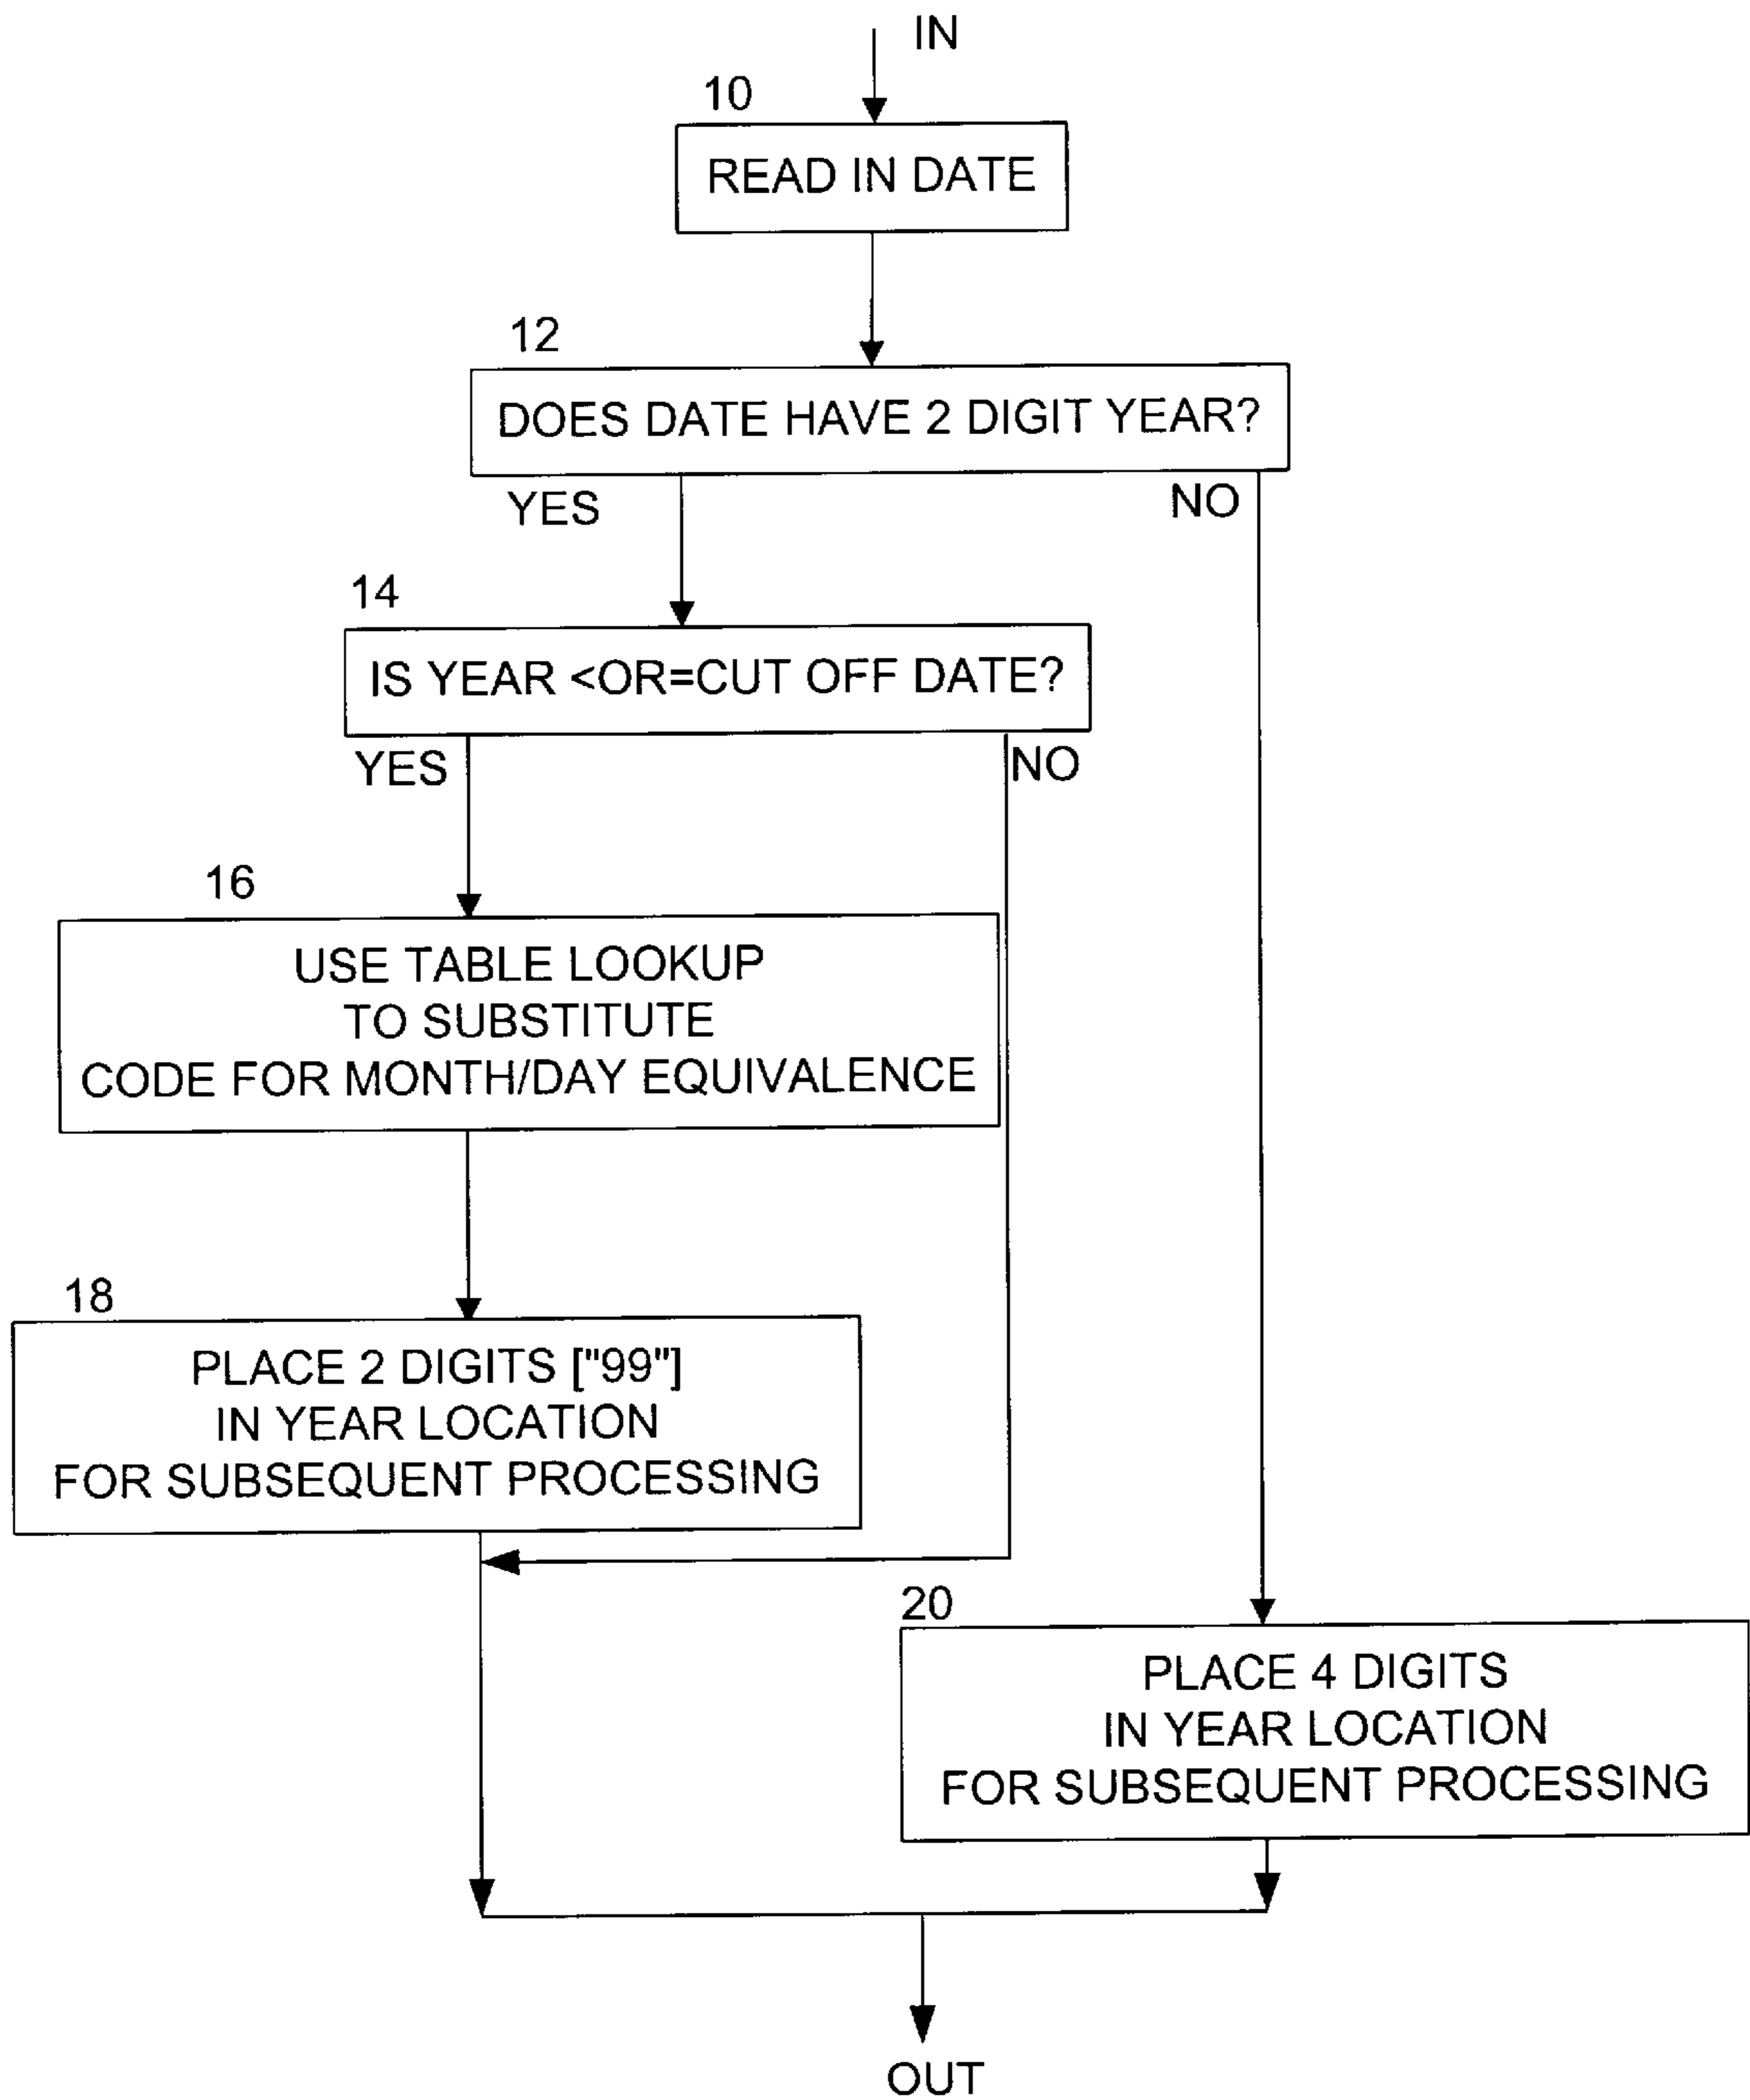 IN
10
READ IN DATE
12
DOES DATE HAVE 2 DIGIT YEAR?
YES
NO
14
IS YEAR <OR=CUT OFF DATE?
YES
NO
16
USE TABLE LOOKUP
TO SUBSTITUTE
CODE FOR MONTH/DAY EQUIVALENCE
18
PLACE 2 DIGITS ["99"]
IN YEAR LOCATION
FOR SUBSEQUENT PROCESSING
20
PLACE 4 DIGITS
IN YEAR LOCATION
FOR SUBSEQUENT PROCESSING
OUT